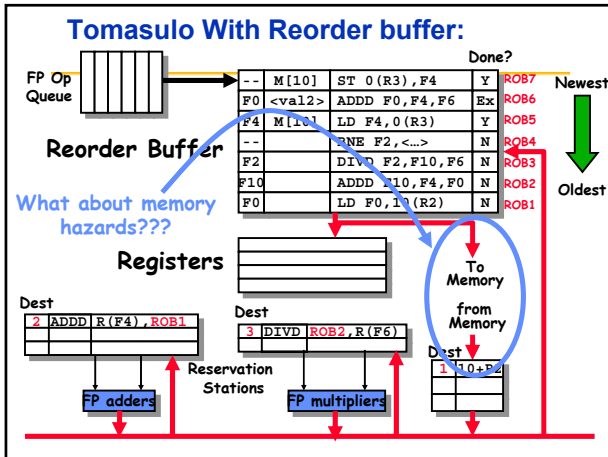 Tomasulo With Reorder buffer:
Done?
FP Op
Queue
-- M[10] ST 0(R3),F4 Y ROB7
F0 <val2> ADDD F0,F4,F6 Ex ROB6
F4 M[10] LD F4,0(R3) Y ROB5
-- BNE F2,<…> N ROB4
F2 DIVD F2,F10,F6 N ROB3
F10 ADDD F10,F4,F0 N ROB2
F0 LD F0,10(R2) N ROB1
Newest
Oldest
Reorder Buffer
What about memory
hazards???
Registers
To
Memory
from
Memory
Dest
2 ADDD R(F4),ROB1
Dest
3 DIVD ROB2,R(F6)
Dest
1 10+R2
Reservation
Stations
FP adders
FP multipliers